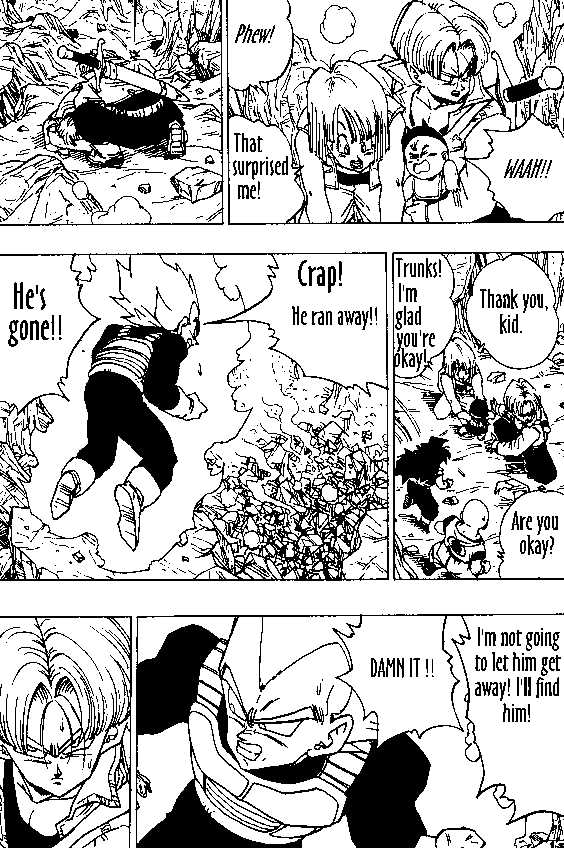 WAAH!!
Phew!
That
surprised
me!
Thank you,
kid.
Trunks!
I'm
glad
you're
okay!
Are you
okay?
Crap!
He ran away!!
He's
gone!!
I'm not going
to let him get
away! I'll find
him!
DAMN IT !!